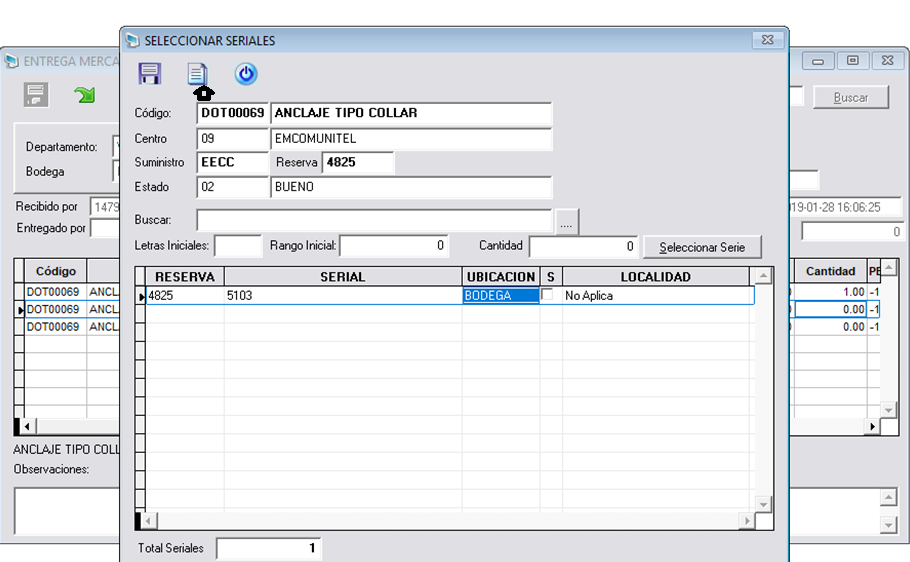 SELECCIONAR SERIALES
ENTREGA MERCA
Código: DOT00069 ANCLAJE TIPO COLLAR
Buscar
Centro 09 EMCOMUNITEL
Departamento:
Suministro EECC Reserva 4825
Bodega
Estado 02 BUENO
Recibido por 1479
19-01-28 16:06:25
Buscar: ....
Entregado por 0
Letras Iniciales: Rango Inicial: 0 Cantidad 0 Seleccionar Serie
Código RESERVA SERIAL UBICACION S LOCALIDAD Cantidad PE
DOT00069 ANCL 4825 5103 BODEGA No Aplica 1.00 -1
DOT00069 ANCL 0.00 -1
DOT00069 ANCL 0.00 -1
ANCLAJE TIPO COLL
Observaciones:
Total Seriales 1